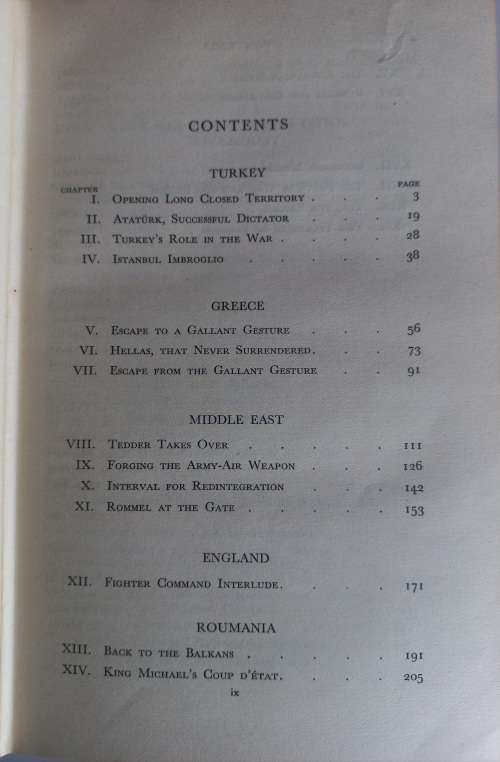 CONTENTS
TURKEY
CHAPTER PAGE
I. Opening Long Closed Territory . . . 3
II. Atatürk, Successful Dictator . . . 19
III. Turkey's Role in the War . . . . 28
IV. Istanbul Imbroglio . . . . . 38
GREECE
V. Escape to a Gallant Gesture . . . 56
VI. Hellas, That Never Surrendered . . . 73
VII. Escape from the Gallant Gesture . . 91
MIDDLE EAST
VIII. Tedder Takes Over . . . . . 111
IX. Forging the Army-Air Weapon . . . 126
X. Interval for Redintegration . . . 142
XI. Rommel at the Gate . . . . . 153
ENGLAND
XII. Fighter Command Interlude . . . . 171
ROUMANIA
XIII. Back to the Balkans . . . . . 191
XIV. King Michael's Coup d'état . . . . 205
ix